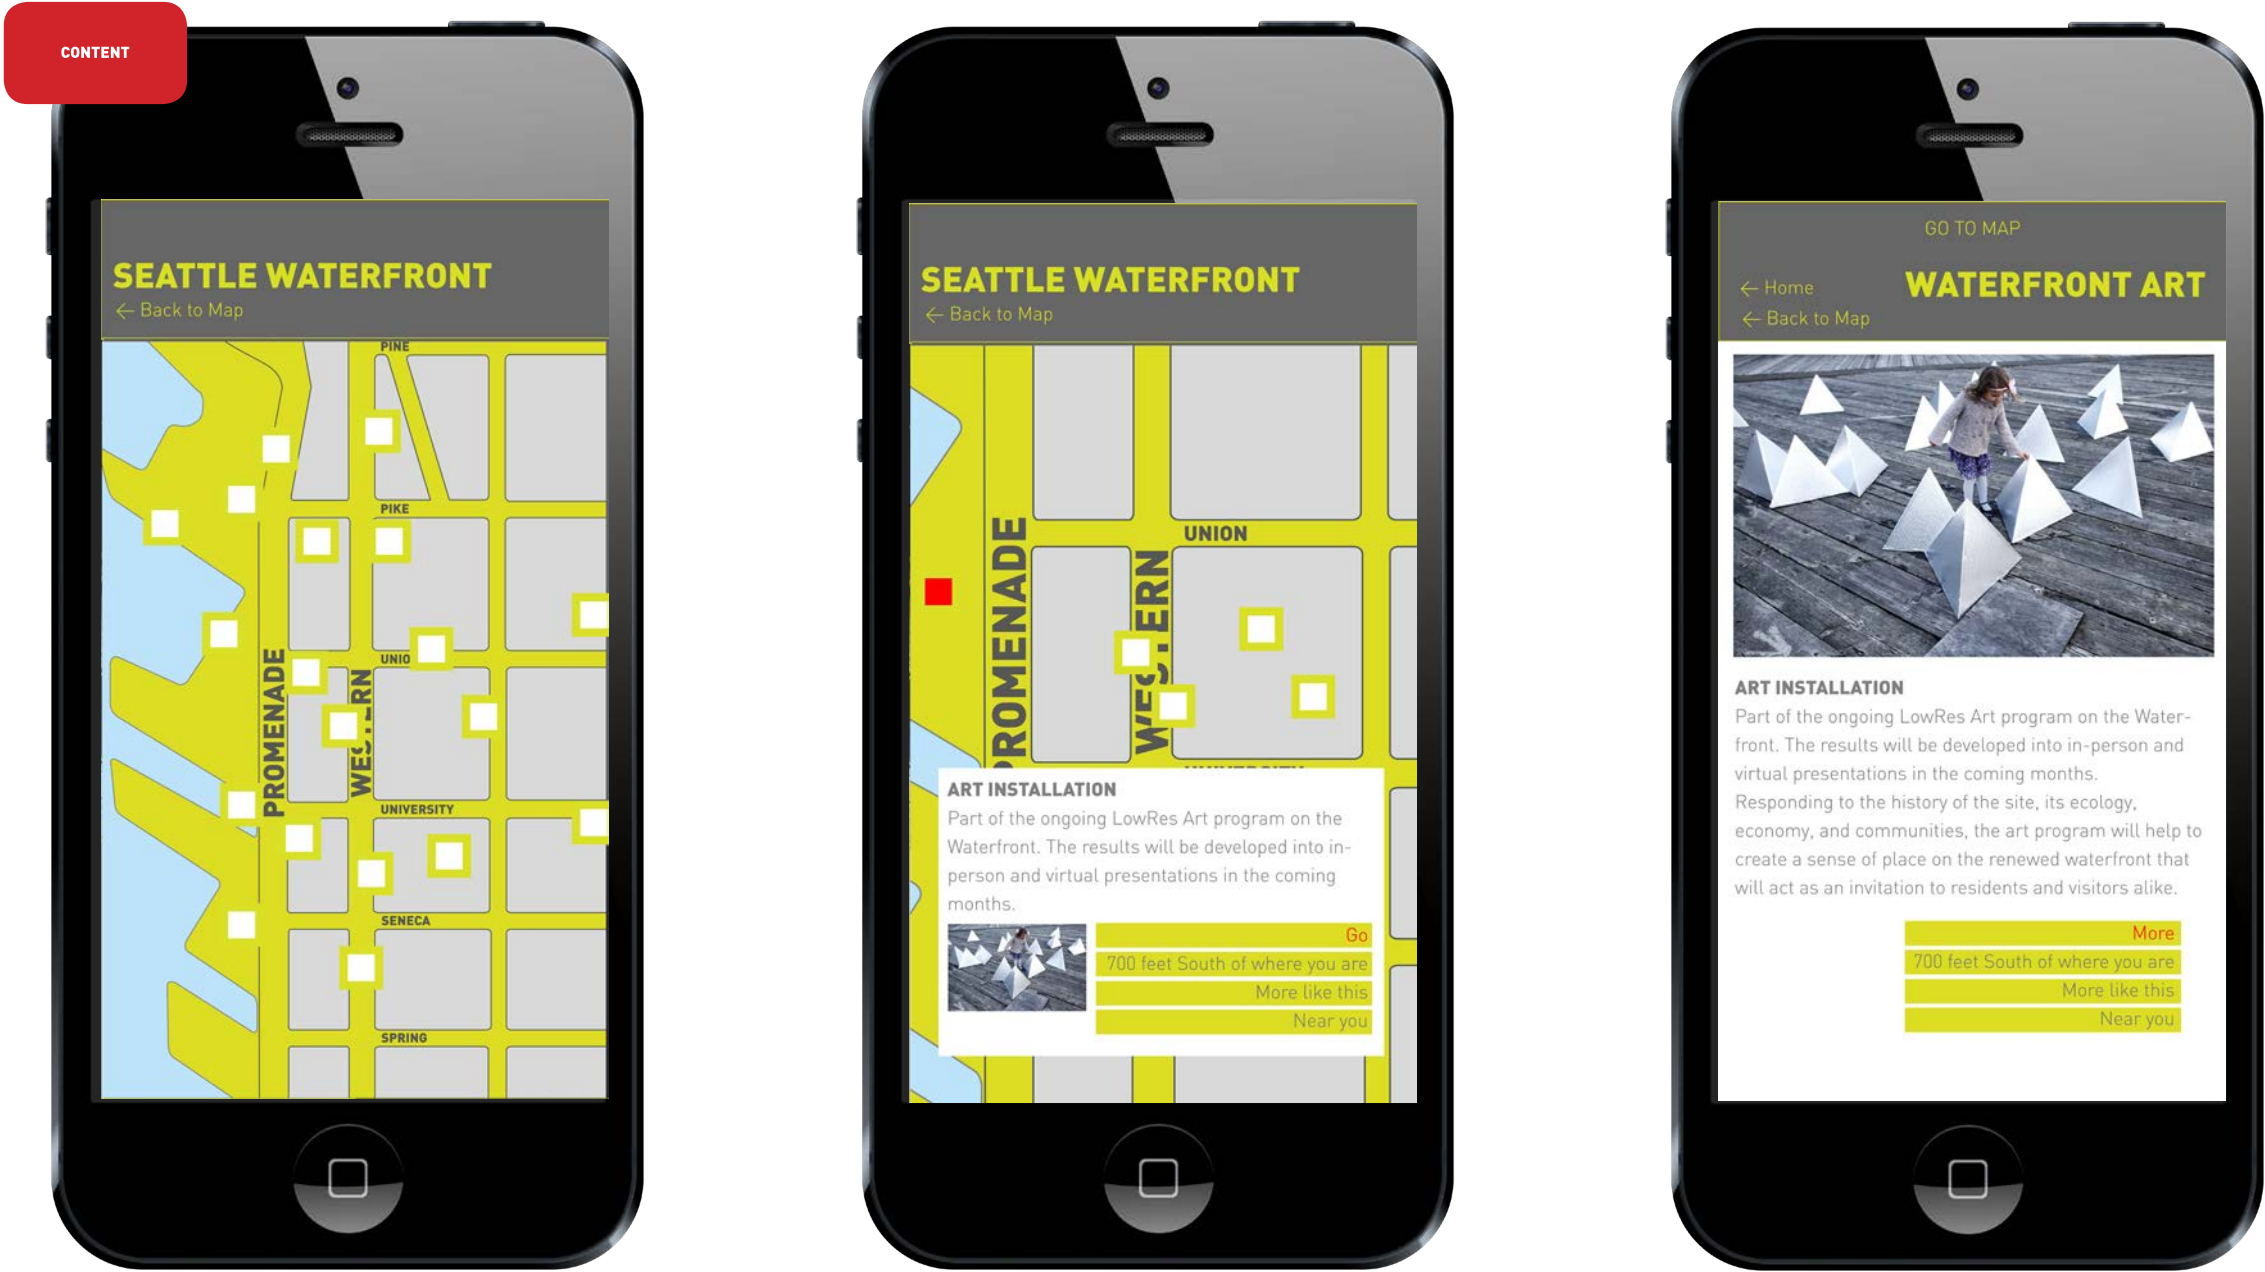 CONTENT
SEATTLE WATERFRONT
← Back to Map
PINE
PIKE
UNIO
PROMENADE
UNIVERSITY
SENECA
SPRING
SEATTLE WATERFRONT
← Back to Map
UNION
PROMENADE
ART INSTALLATION
Part of the ongoing LowRes Art program on the
Waterfront. The results will be developed into in-
person and virtual presentations in the coming
months.
Go
700 feet South of where you are
More like this
Near you
GO TO MAP
← Home
WATERFRONT ART
← Back to Map
ART INSTALLATION
Part of the ongoing LowRes Art program on the Water-
front. The results will be developed into in-person and
virtual presentations in the coming months.
Responding to the history of the site, its ecology,
economy, and communities, the art program will help to
create a sense of place on the renewed waterfront that
will act as an invitation to residents and visitors alike.
More
700 feet South of where you are
More like this
Near you